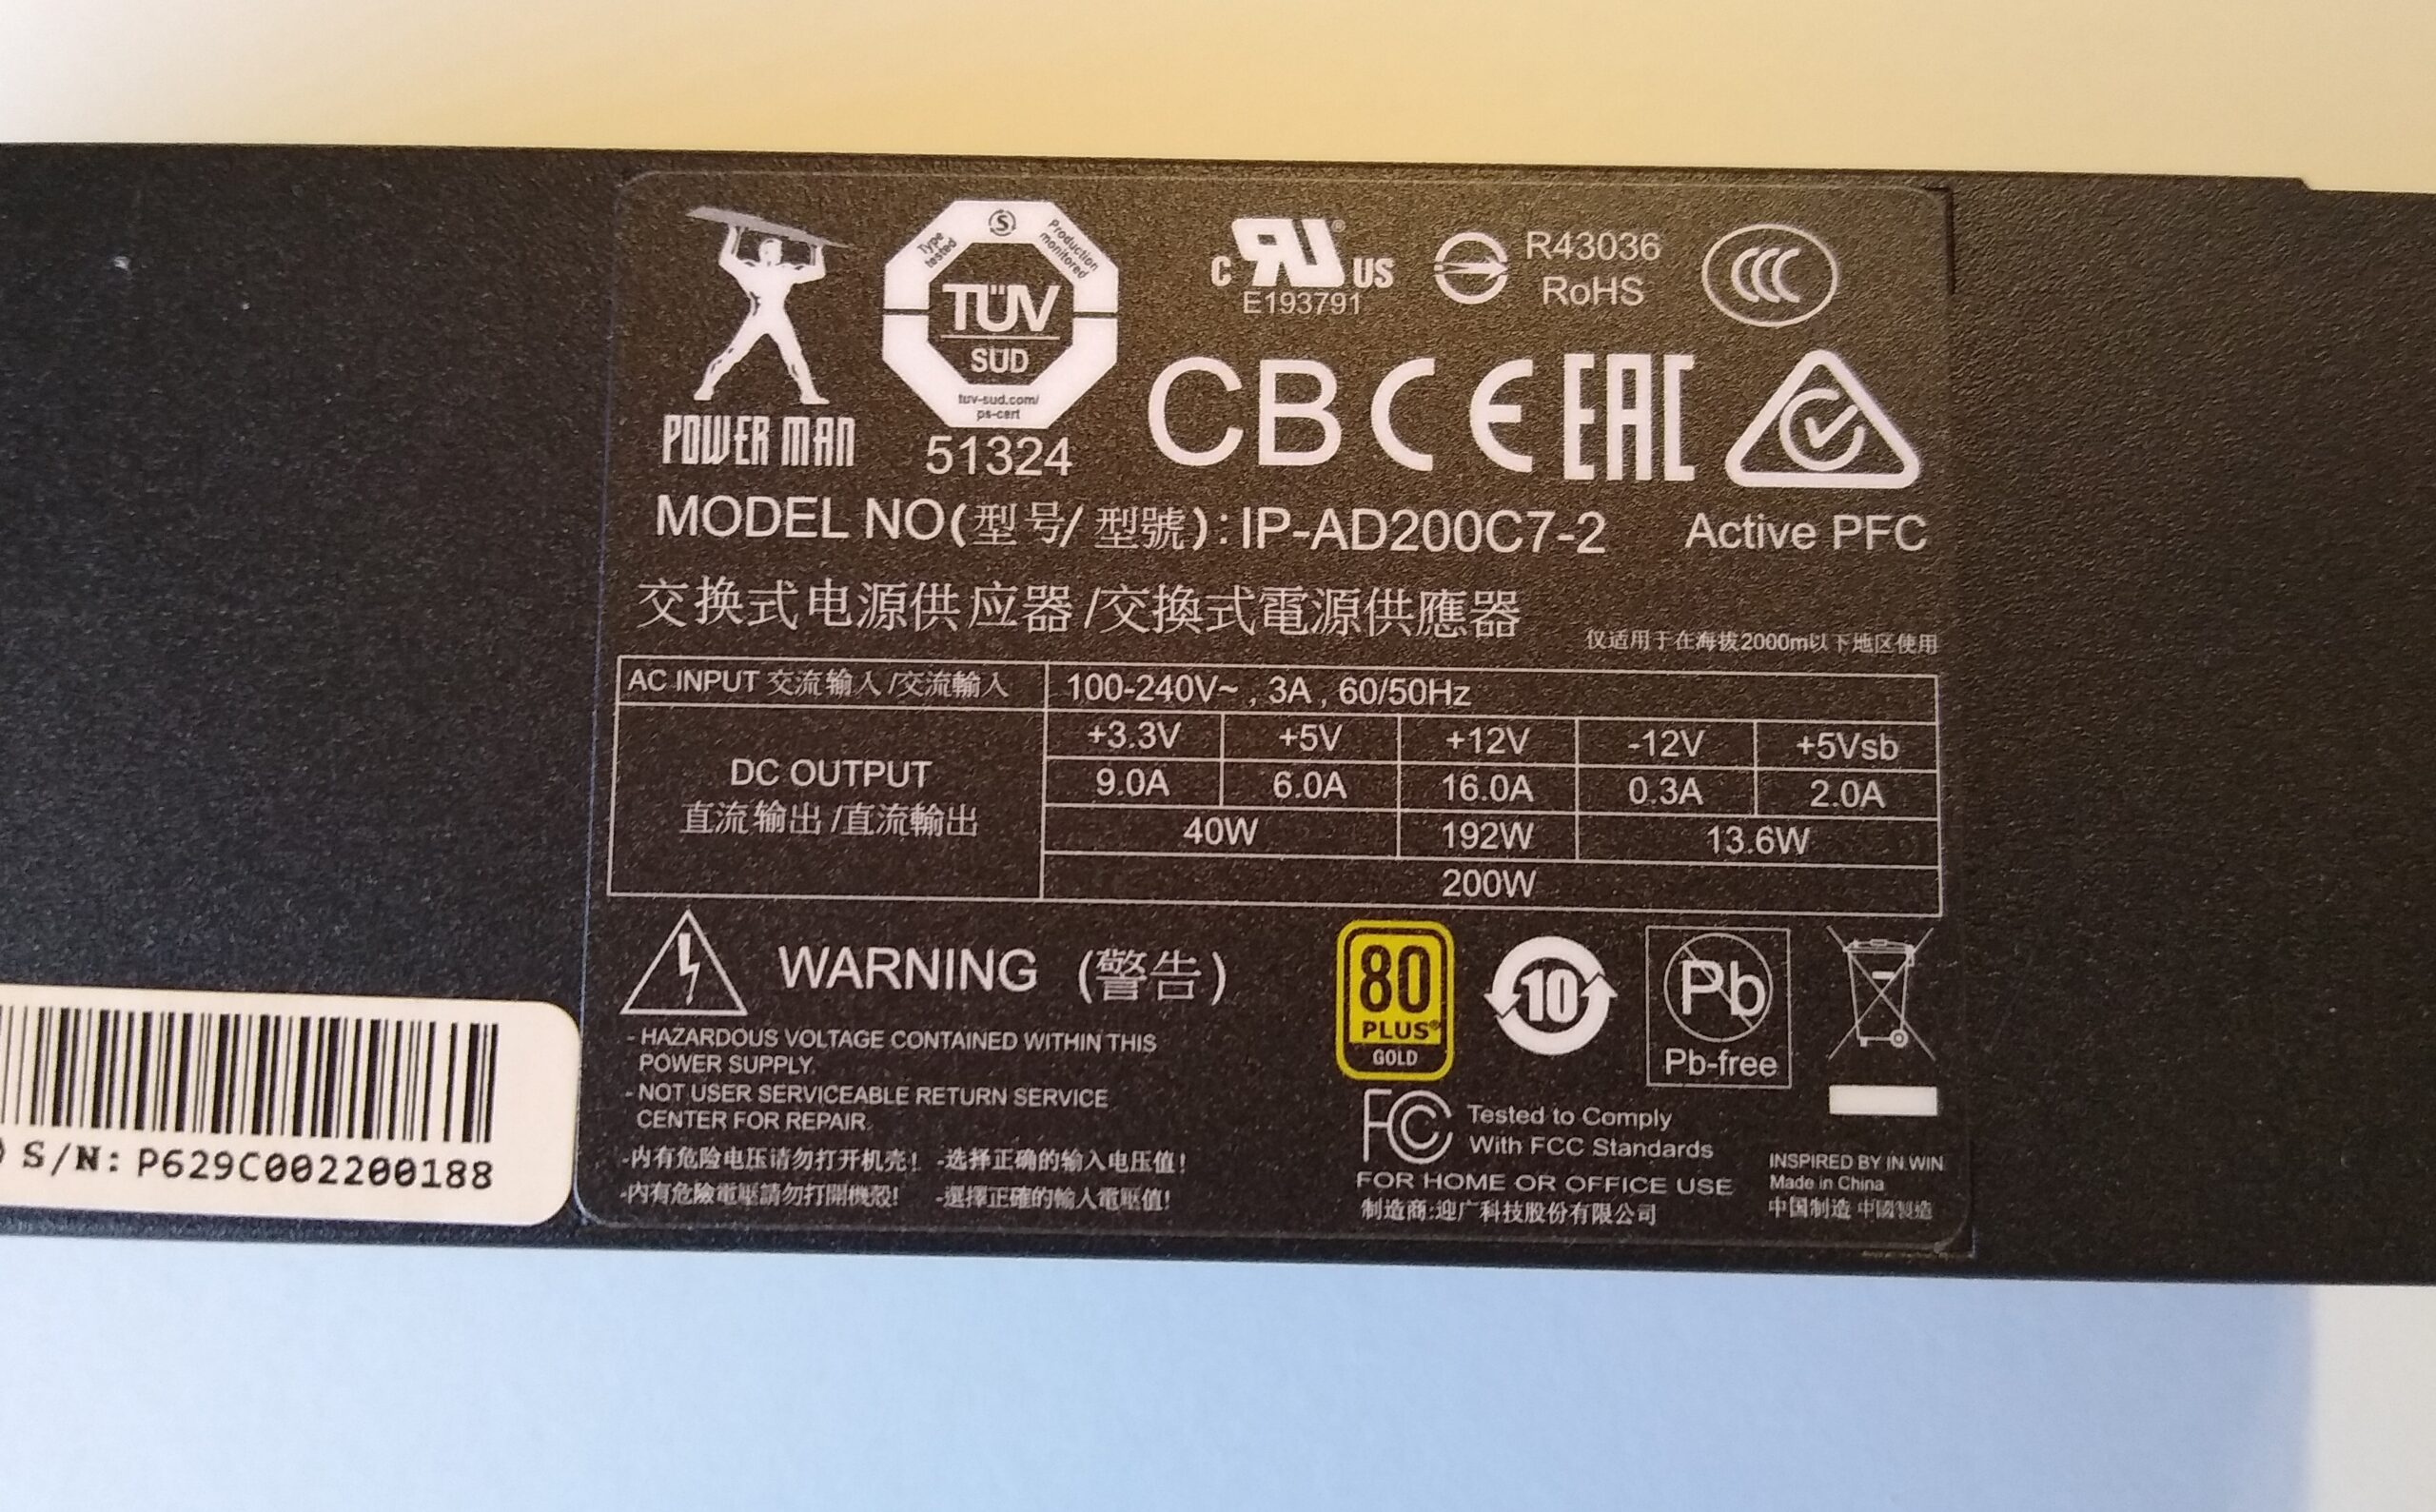 Type tested
Production monitored
TÜV
SUD
tuv-sud.com/
ps-cert
51324
POWER MAN
C RU US
E193791
R43036
RoHS
CCC
CB CE EAC
MODEL NO(型号/ 型號):IP-AD200C7-2 Active PFC
交换式电源供应器/交換式電源供應器
仅适用于在海拔2000m以下地区使用
AC INPUT 交流输入/交流輸入 100-240V~ , 3A , 60/50Hz
DC OUTPUT
直流输出/直流輸出
+3.3V +5V +12V -12V +5Vsb
9.0A 6.0A 16.0A 0.3A 2.0A
40W 192W 13.6W
200W
WARNING (警告)
- HAZARDOUS VOLTAGE CONTAINED WITHIN THIS
POWER SUPPLY.
- NOT USER SERVICEABLE RETURN SERVICE
CENTER FOR REPAIR.
-内有危险电压请勿打开机壳! -选择正确的输入电压值!
-內有危險電壓請勿打開機殼! -選擇正確的輸入電壓值!
80
PLUS®
GOLD
10
Pb
Pb-free
FC Tested to Comply
With FCC Standards
FOR HOME OR OFFICE USE
制造商:迎广科技股份有限公司
INSPIRED BY IN WIN
Made in China
中国制造 中國製造
S/N: P629C002200188